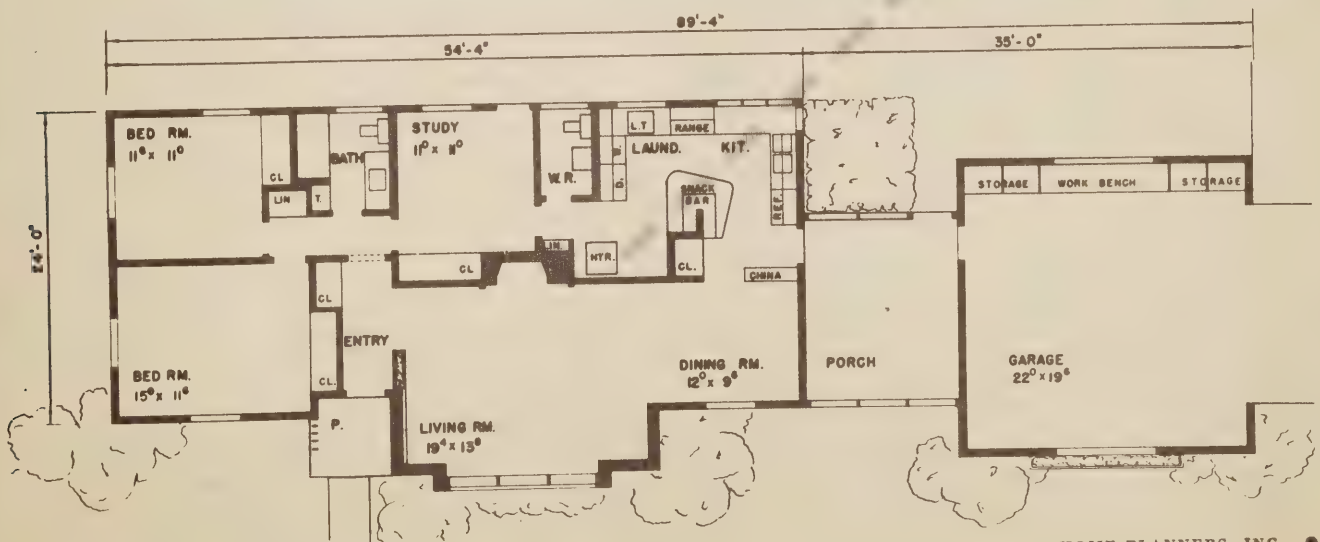 89'-4"
54'-4"
35'-0"
24'-0"
BED RM.
11⁶ x 11⁰
CL
LIN
T.
BATH
STUDY
11⁰ x 11⁰
W.R.
L.T
RANGE
W.
D.
LAUND.
KIT.
SNACK
BAR
REF.
LIN.
HTR.
CL.
CHINA
CL
CL
CL.
ENTRY
BED RM.
15⁰ x 11⁶
P.
LIVING RM.
19⁴ x 13⁸
DINING RM.
12⁰ x 9⁶
PORCH
STORAGE
WORK BENCH
STORAGE
GARAGE
22⁰ x 19⁶
HOME PLANNERS, INC.